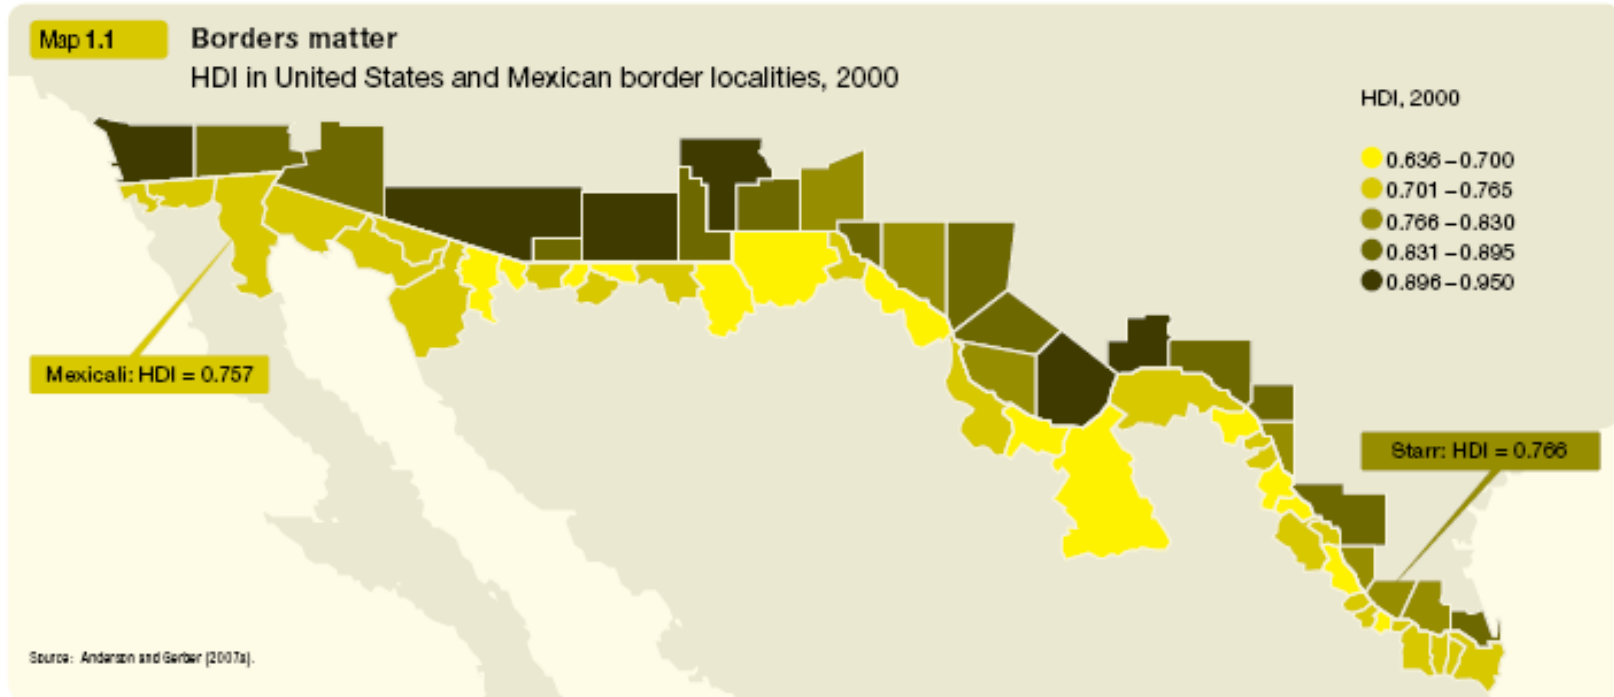 Map 1.1
Borders matter
HDI in United States and Mexican border localities, 2000
HDI, 2000
0.636 – 0.700
0.701 – 0.765
0.766 – 0.830
0.831 – 0.895
0.896 – 0.950
Mexicali: HDI = 0.757
Starr: HDI = 0.766
Source: Anderson and Gerber (2007a).